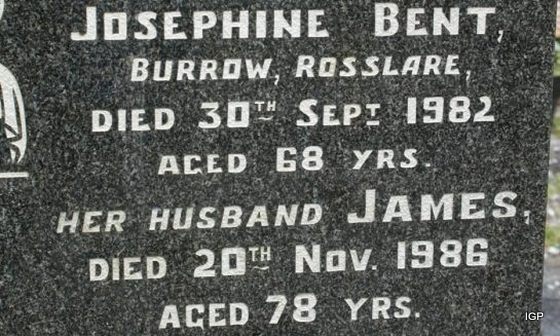 JOSEPHINE BENT,
BURROW, ROSSLARE,
DIED 30TH SEPT 1982
AGED 68 YRS.
HER HUSBAND JAMES,
DIED 20TH NOV. 1986
AGED 78 YRS.
IGP